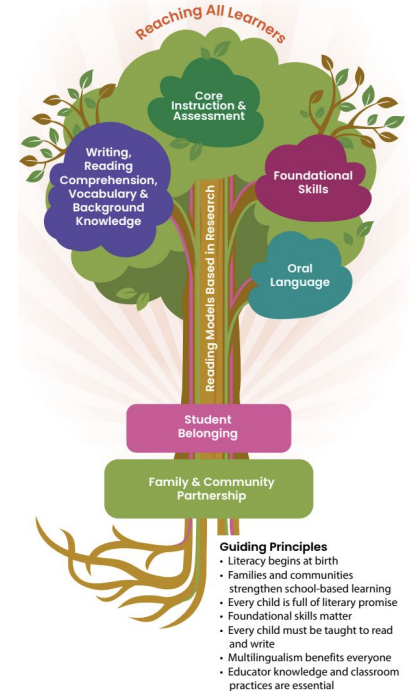 Reaching All Learners
Core
Instruction &
Assessment
Writing,
Reading
Comprehension,
Vocabulary &
Background
Knowledge
Foundational
Skills
Oral
Language
Reading Models Based in Research
Student
Belonging
Family & Community
Partnership
Guiding Principles
• Literacy begins at birth
• Families and communities
strengthen school-based learning
• Every child is full of literary promise
• Foundational skills matter
• Every child must be taught to read
and write
• Multilingualism benefits everyone
• Educator knowledge and classroom
practices are essential